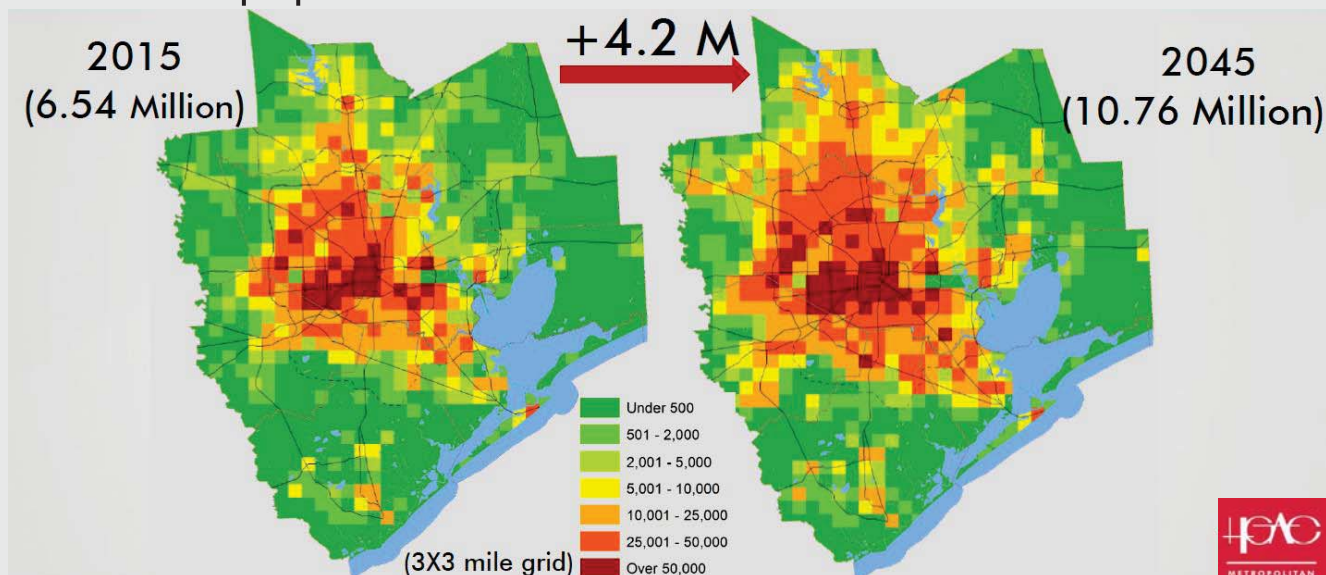 2015
(6.54 Million)
+4.2 M
2045
(10.76 Million)
Under 500
501 - 2,000
2,001 - 5,000
5,001 - 10,000
10,001 - 25,000
25,001 - 50,000
Over 50,000
(3X3 mile grid)
METROPOLITAN